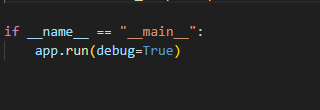 if __name__ == "__main__":
    app.run(debug=True)